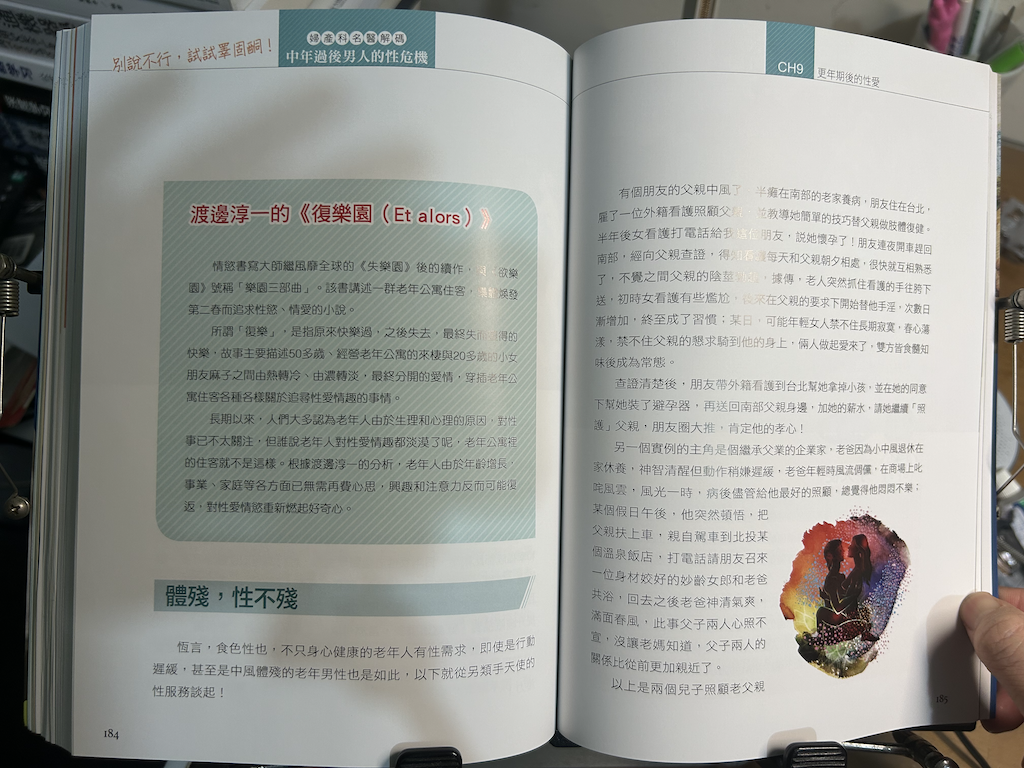 別說不行，試試睪固酮！
婦產科名醫解碼
中年過後男人的性危機
渡邊淳一的《復樂園（Et alors）》
情慾書寫大師繼風靡全球的《失樂園》後的續作，欲樂
園》號稱「樂園三部曲」。該書講述一群老年公寓住客，煥發
第二春而追求性慾、情愛的小說。
所謂「復樂」，是指原來快樂過，之後失去，最終失而復得的
快樂，故事主要描述50多歲、經營老年公寓的來棲與20多歲的小女
朋友麻子之間由熱轉冷、由濃轉淡，最終分開的愛情，穿插老年公
寓住客各種各樣關於追尋性愛情趣的事情。
長期以來，人們大多認為老年人由於生理和心理的原因，對性
事已不太關注，但誰說老年人對性愛情趣都淡漠了呢，老年公寓裡
的住客就不是這樣。根據渡邊淳一的分析，老年人由於年齡增長，
事業、家庭等各方面已無需再費心思，興趣和注意力反而可能復
返，對性愛情慾重新燃起好奇心。
體殘，性不殘
恆言，食色性也，不只身心健康的老年人有性需求，即使是行動
遲緩，甚至是中風體殘的老年男性也是如此，以下就從另類手天使的
性服務談起！
184
CH9
更年期後的性愛
有個朋友的父親中風了，半癱在南部的老家養病，朋友住在台北，
雇了一位外籍看護照顧父親，並教導她簡單的技巧替父親做肢體復健。
半年後女看護打電話給我這個朋友，說她懷孕了！朋友連夜開車趕回
南部，經向父親查證，得知看護每天和父親朝夕相處，很快就互相熟悉
了，不覺之間父親的陰莖，據傳，老人突然抓住看護的手往胯下
送，初時女看護有些尷尬，後來在父親的要求下開始替他手淫，次數日
漸增加，終至成了習慣；某日，可能年輕女人禁不住長期寂寞，春心蕩
漾，禁不住父親的懇求騎到他的身上，倆人做起愛來了，雙方皆食髓知
味後成為常態。
查證清楚後，朋友帶外籍看護到台北幫她拿掉小孩，並在她的同意
下幫她裝了避孕器，再送回南部父親身邊，加她的薪水，請她繼續「照
護」父親，朋友圈大推，肯定他的孝心！
另一個實例的主角是個繼承父業的企業家，老爸因為小中風退休在
家休養，神智清醒但動作稍嫌遲緩，老爸年輕時風流倜儻，在商場上叱
咤風雲，風光一時，病後儘管給他最好的照顧，總覺得他悶悶不樂；
某個假日午後，他突然頓悟，把
父親扶上車，親自駕車到北投某
個溫泉飯店，打電話請朋友召來
一位身材姣好的妙齡女郎和老爸
共浴，回去之後老爸神清氣爽，
滿面春風，此事父子兩人心照不
宣，沒讓老媽知道，父子兩人的
關係比從前更加親近了。
以上是兩個兒子照顧老父親
185